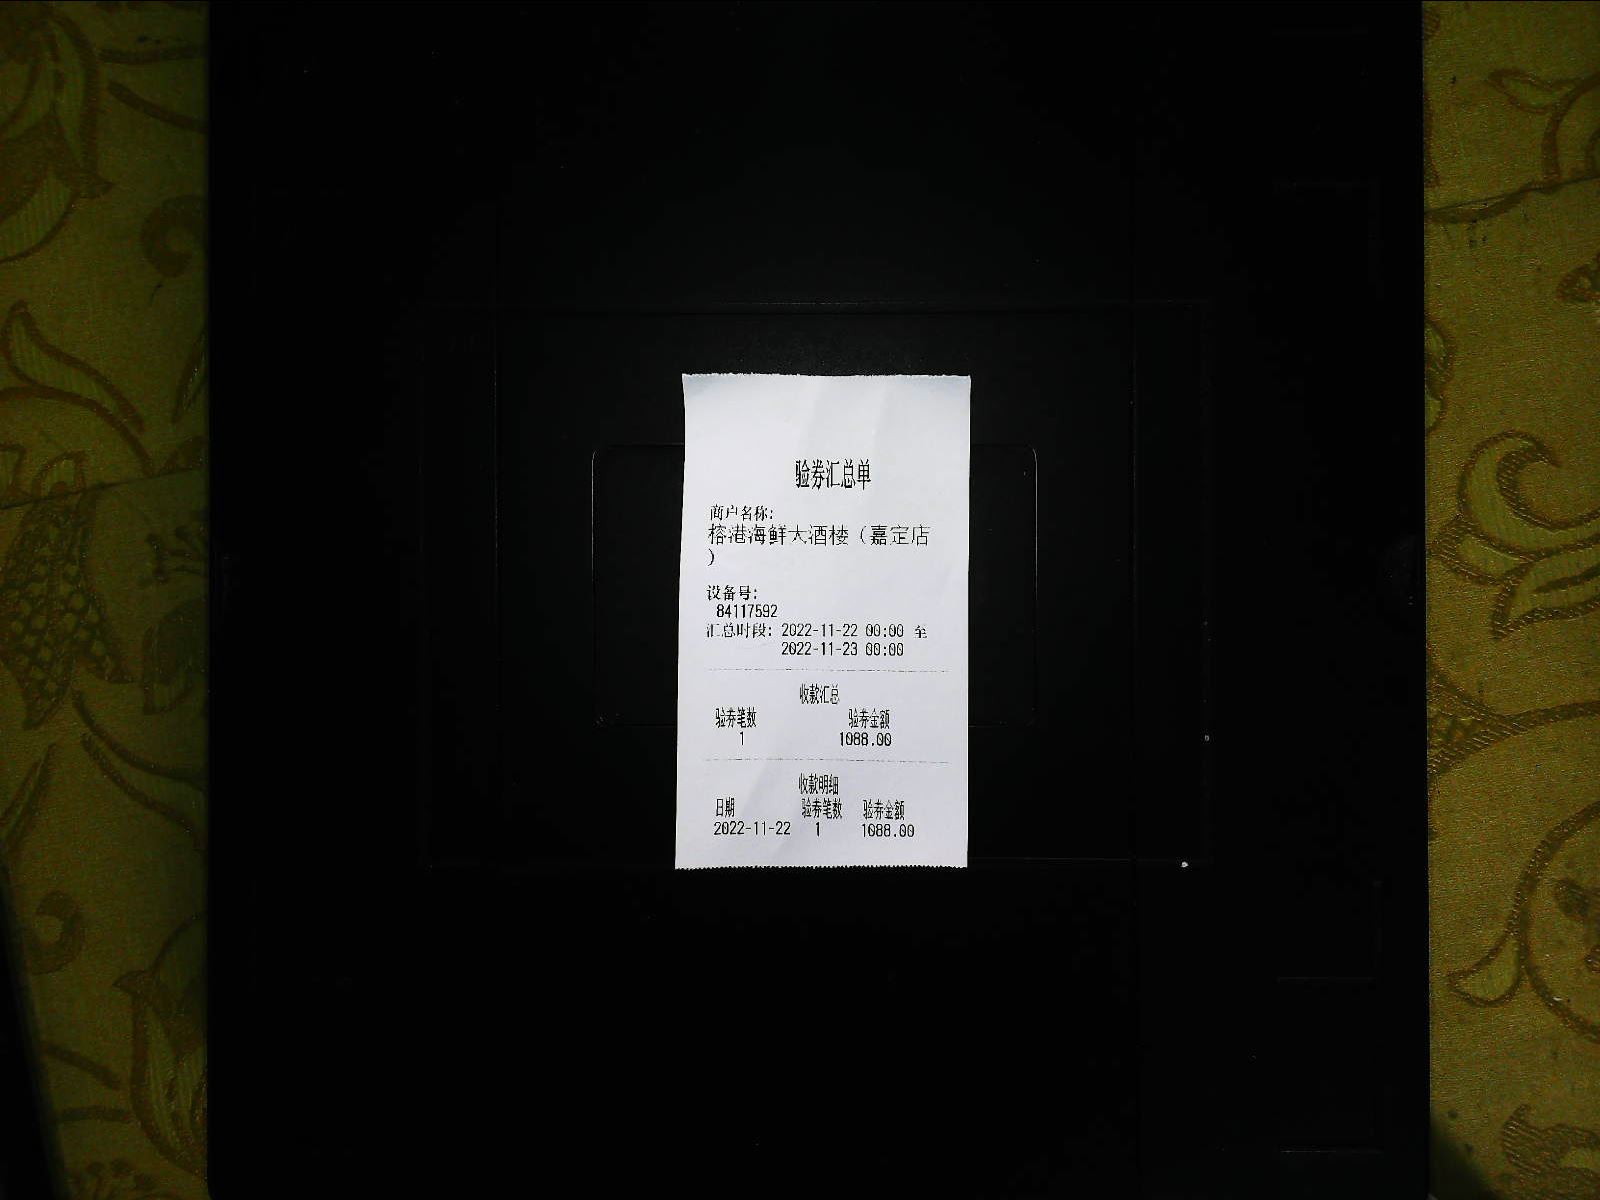 验券汇总单
商户名称:
榕港海鲜大酒楼（嘉定店
）
设备号:
84117592
汇总时段: 2022-11-22 00:00 至
2022-11-23 00:00
收款汇总
验券笔数 验券金额
1 1088.00
收款明细
日期 验券笔数 验券金额
2022-11-22 1 1088.00